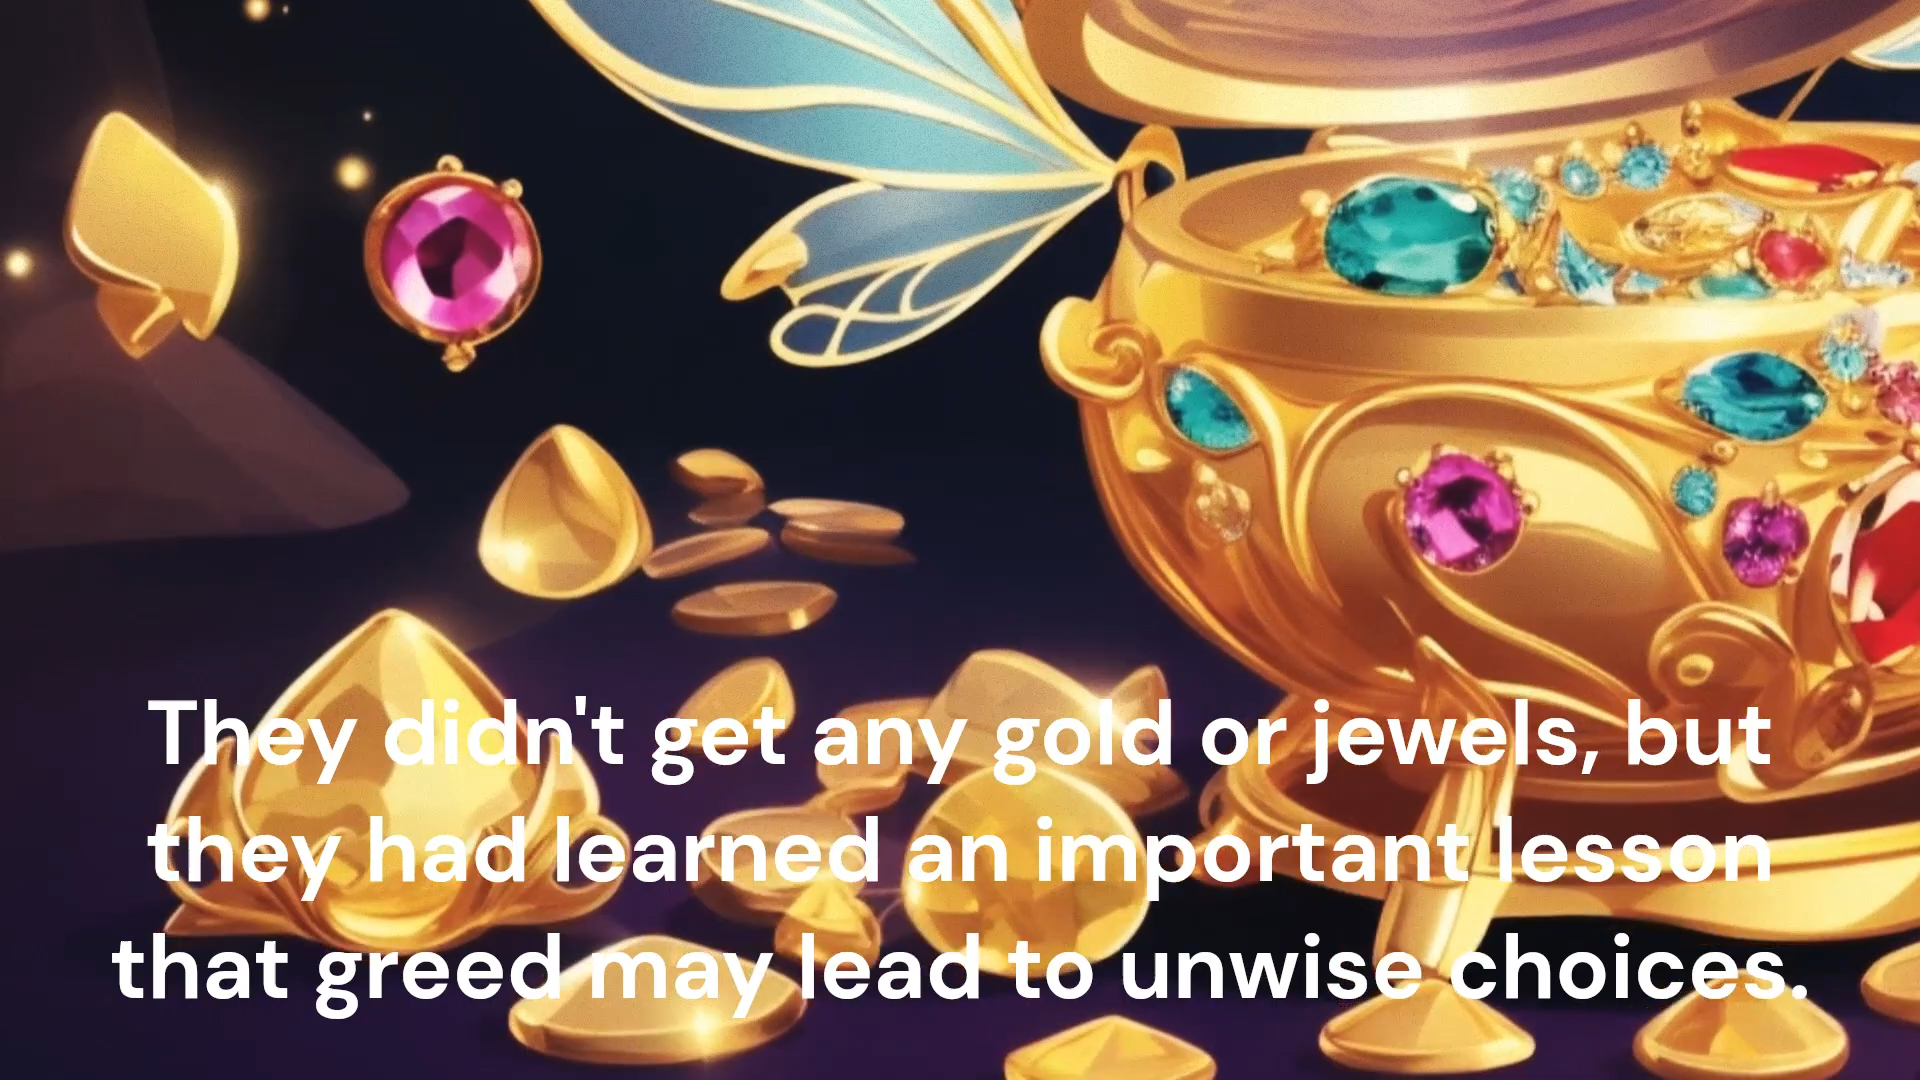 They didn't get any gold or jewels, but
they had learned an important lesson
that greed may lead to unwise choices.